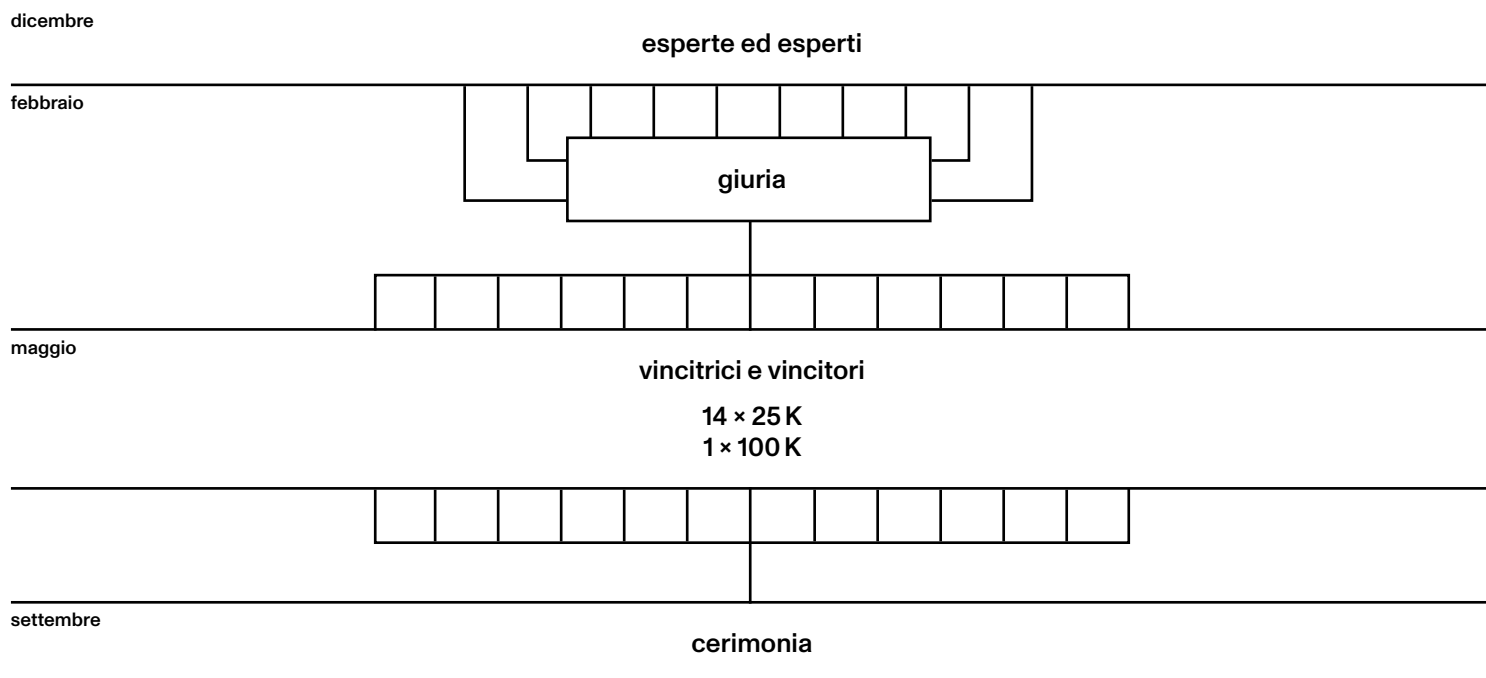 dicembre
esperte ed esperti
febbraio
giuria
maggio
vincitrici e vincitori
14 × 25 K
1 × 100 K
settembre
cerimonia